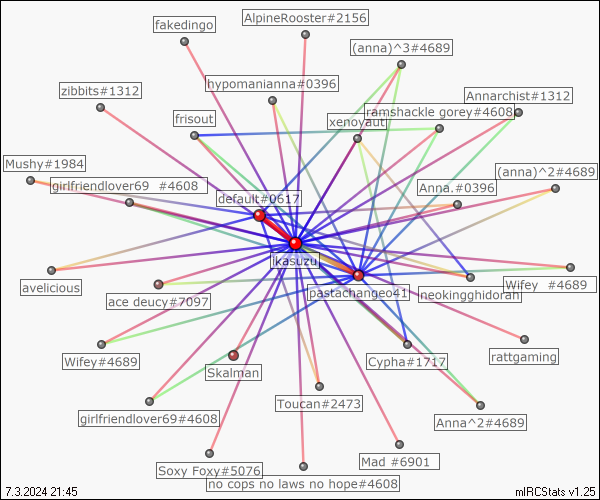 AlpineRooster#2156
fakedingo
(anna)^3#4689
hypomanianna#0396
zibbits#1312
Annarchist#1312
ramshackle gorey#4608
frisout
xenoyaut
Mushy#1984
(anna)^2#4689
girlfriendlover69 #4608
Anna.#0396
default#0617
ikasuzu
avelicious
ace deucy#7097
pastachangeo41
neokingghidorah
Wifey #4689
Wifey#4689
Skalman
Cypha#1717
rattgaming
Toucan#2473
girlfriendlover69#4608
Anna^2#4689
Soxy Foxy#5076
Mad #6901
no cops no laws no hope#4608
7.3.2024 21:45
mIRCStats v1.25